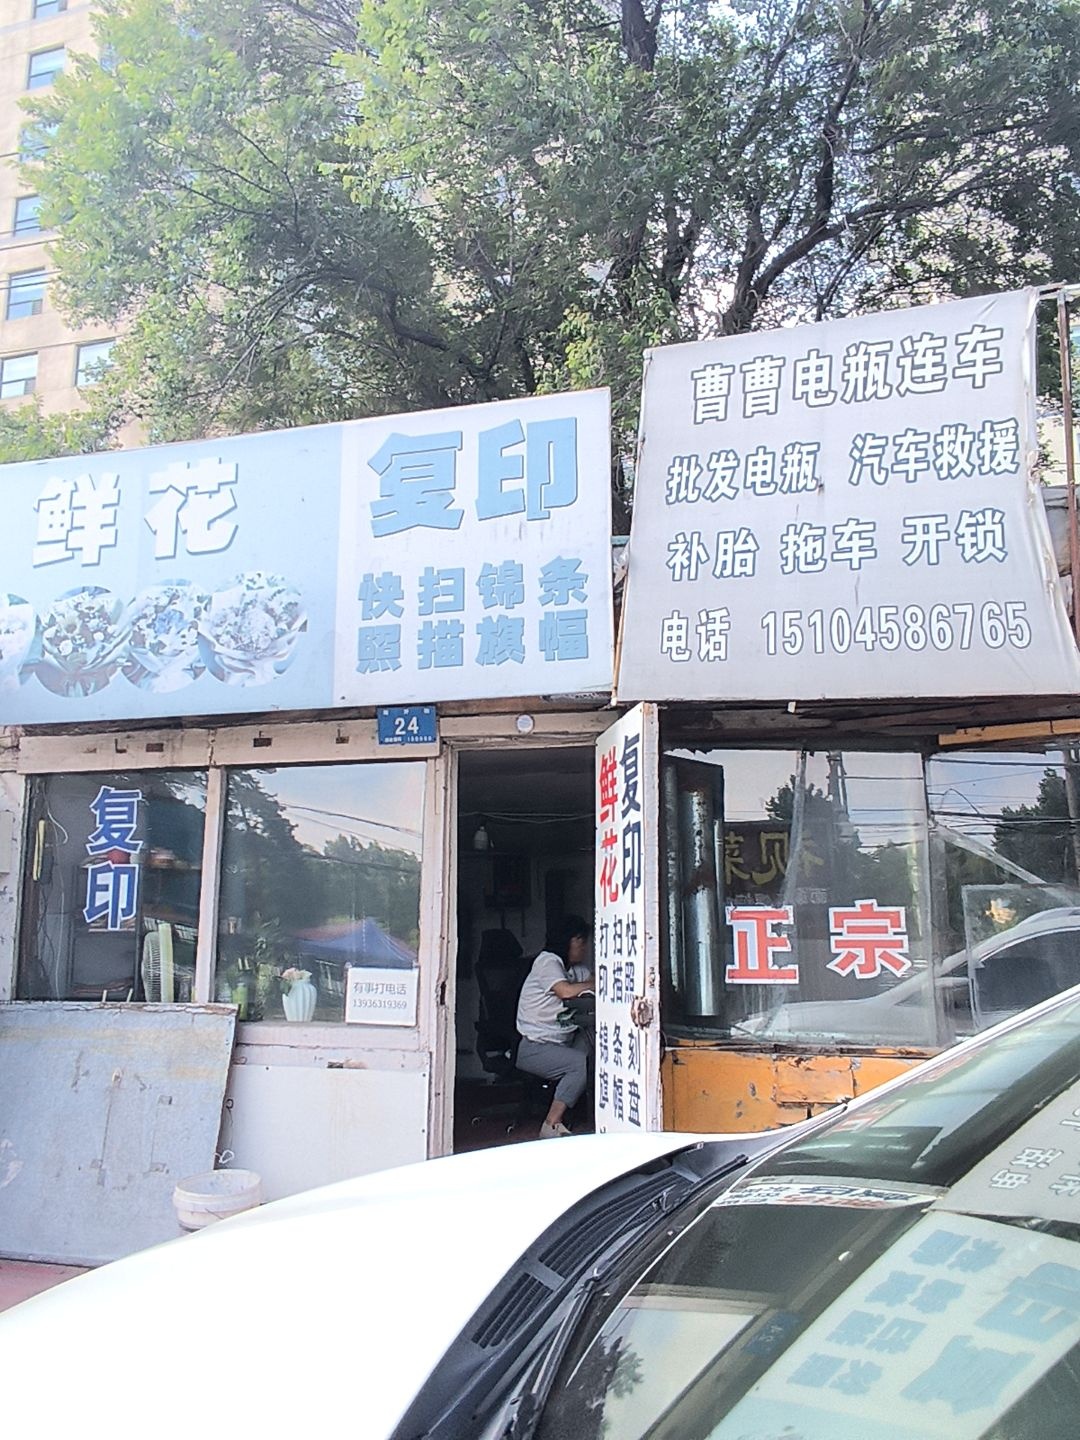 鲜花
复印
快照 扫描 锦旗 条幅
曹曹电瓶连车
批发电瓶 汽车救援
补胎 拖车 开锁
电话 15104586765
24
复印
有事打电话
13936319369
复印
鲜花
快照 刻盘
扫描 条幅
打印 锦旗
正宗